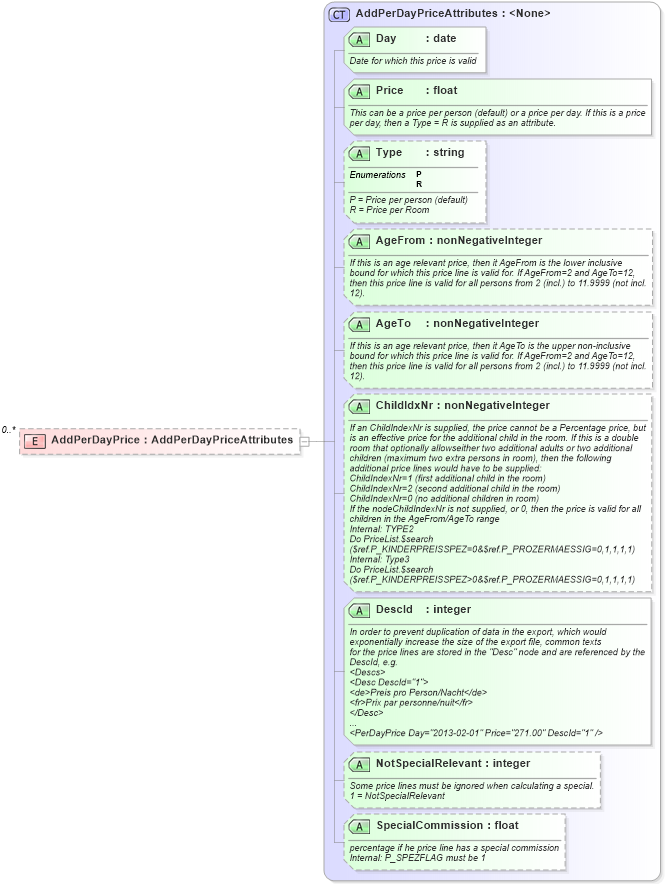 CT AddPerDayPriceAttributes : <None>
A Day : date
Date for which this price is valid
A Price : float
This can be a price per person (default) or a price per day. If this is a price
per day, then a Type = R is supplied as an attribute.
A Type : string
Enumerations P
R
P = Price per person (default)
R = Price per Room
A AgeFrom : nonNegativeInteger
If this is an age relevant price, then it AgeFrom is the lower inclusive
bound for which this price line is valid for. If AgeFrom=2 and AgeTo=12,
then this price line is valid for all persons from 2 (incl.) to 11.9999 (not incl.
12).
A AgeTo : nonNegativeInteger
If this is an age relevant price, then it AgeTo is the upper non-inclusive
bound for which this price line is valid for. If AgeFrom=2 and AgeTo=12,
then this price line is valid for all persons from 2 (incl.) to 11.9999 (not incl.
12).
0..*
E AddPerDayPrice : AddPerDayPriceAttributes
A ChildIdxNr : nonNegativeInteger
If an ChildIndexNr is supplied, the price cannot be a Percentage price, but
is an effective price for the additional child in the room. If this is a double
room that optionally allowseither two additional adults or two additional
children (maximum two extra persons in room), then the following
additional price lines would have to be supplied:
ChildIndexNr=1 (first additional child in the room)
ChildIndexNr=2 (second additional child in the room)
ChildIndexNr=0 (no additional children in room)
If the nodeChildIndexNr is not supplied, or 0, then the price is valid for all
children in the AgeFrom/AgeTo range
Internal: TYPE2
Do PriceList.$search
($ref.P_KINDERPREISSPEZ=0&$ref.P_PROZERMAESSIG=0,1,1,1,1)
Internal: Type3
Do PriceList.$search
($ref.P_KINDERPREISSPEZ>0&$ref.P_PROZERMAESSIG=0,1,1,1,1)
A DescId : integer
In order to prevent duplication of data in the export, which would
exponentially increase the size of the export file, common texts
for the price lines are stored in the "Desc" node and are referenced by the
DescId, e.g.
<Descs>
<Desc DescId="1">
<de>Preis pro Person/Nacht</de>
<fr>Prix par personne/nuit</fr>
</Desc>
...
<PerDayPrice Day="2013-02-01" Price="271.00" DescId="1" />
A NotSpecialRelevant : integer
Some price lines must be ignored when calculating a special.
1 = NotSpecialRelevant
A SpecialCommission : float
percentage if he price line has a special commission
Internal: P_SPEZFLAG must be 1